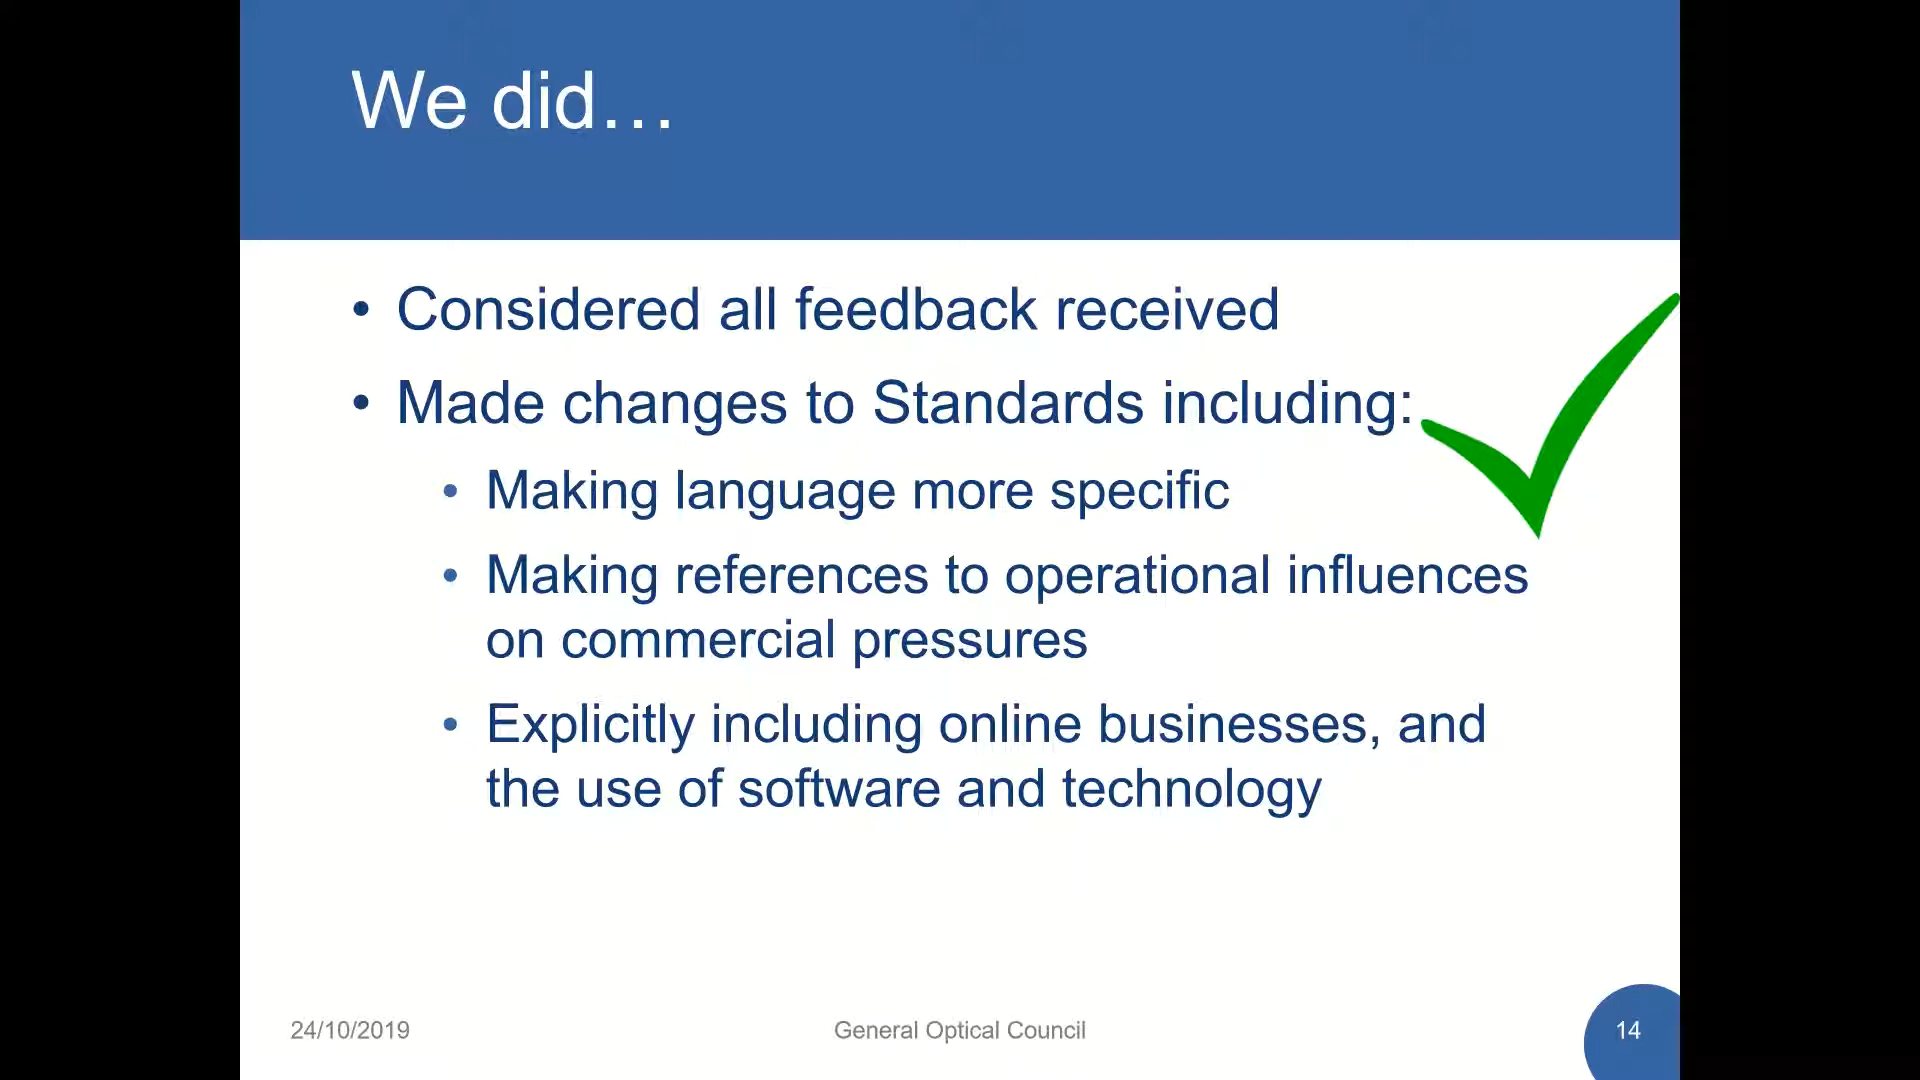 We did…
• Considered all feedback received
• Made changes to Standards including:
• Making language more specific
• Making references to operational influences
on commercial pressures
• Explicitly including online businesses, and
the use of software and technology
24/10/2019
General Optical Council
14